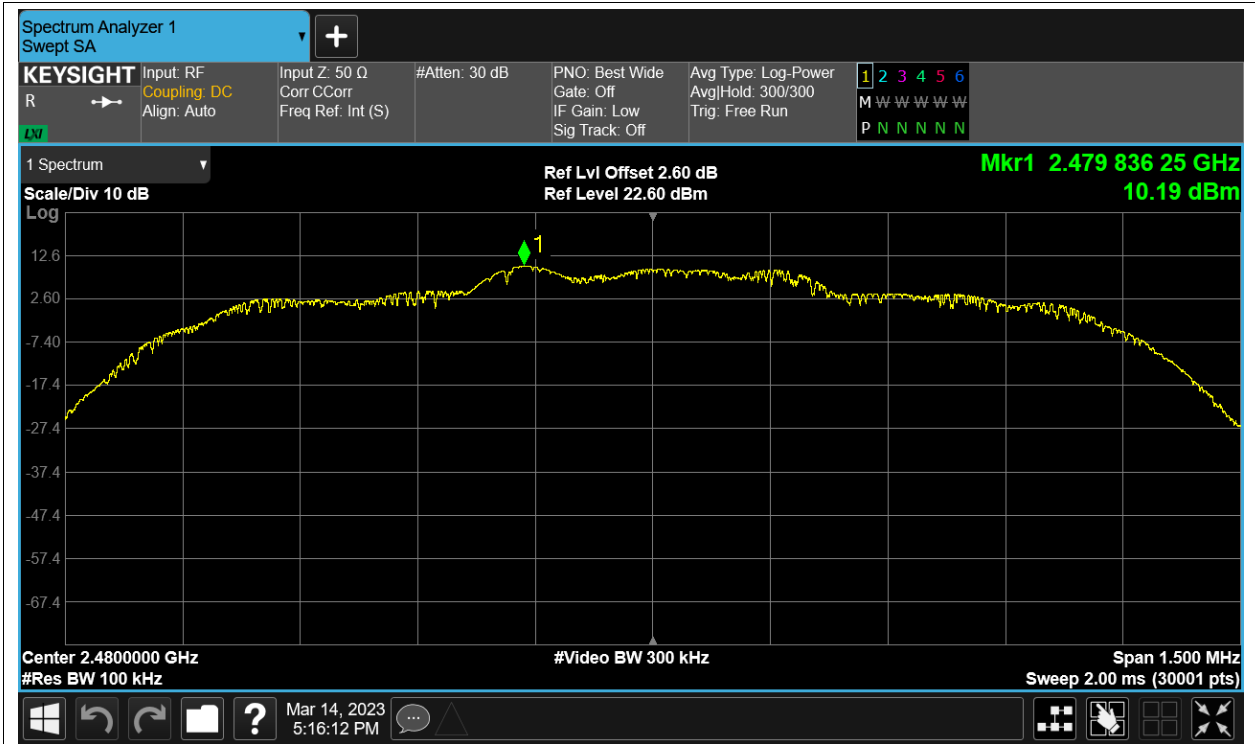 Spectrum Analyzer 1
Swept SA
KEYSIGHT
R
LXI
Input: RF
Coupling: DC
Align: Auto
Input Z: 50 Ω
Corr CCorr
Freq Ref: Int (S)
#Atten: 30 dB
PNO: Best Wide
Gate: Off
IF Gain: Low
Sig Track: Off
Avg Type: Log-Power
Avg|Hold: 300/300
Trig: Free Run
1 2 3 4 5 6
M W W W W W
P N N N N N
1 Spectrum
Scale/Div 10 dB
Ref Lvl Offset 2.60 dB
Ref Level 22.60 dBm
Mkr1 2.479 836 25 GHz
10.19 dBm
Log
1
12.6
2.60
-7.40
-17.4
-27.4
-37.4
-47.4
-57.4
-67.4
Center 2.4800000 GHz
#Video BW 300 kHz
Span 1.500 MHz
#Res BW 100 kHz
Sweep 2.00 ms (30001 pts)
?
Mar 14, 2023
5:16:12 PM